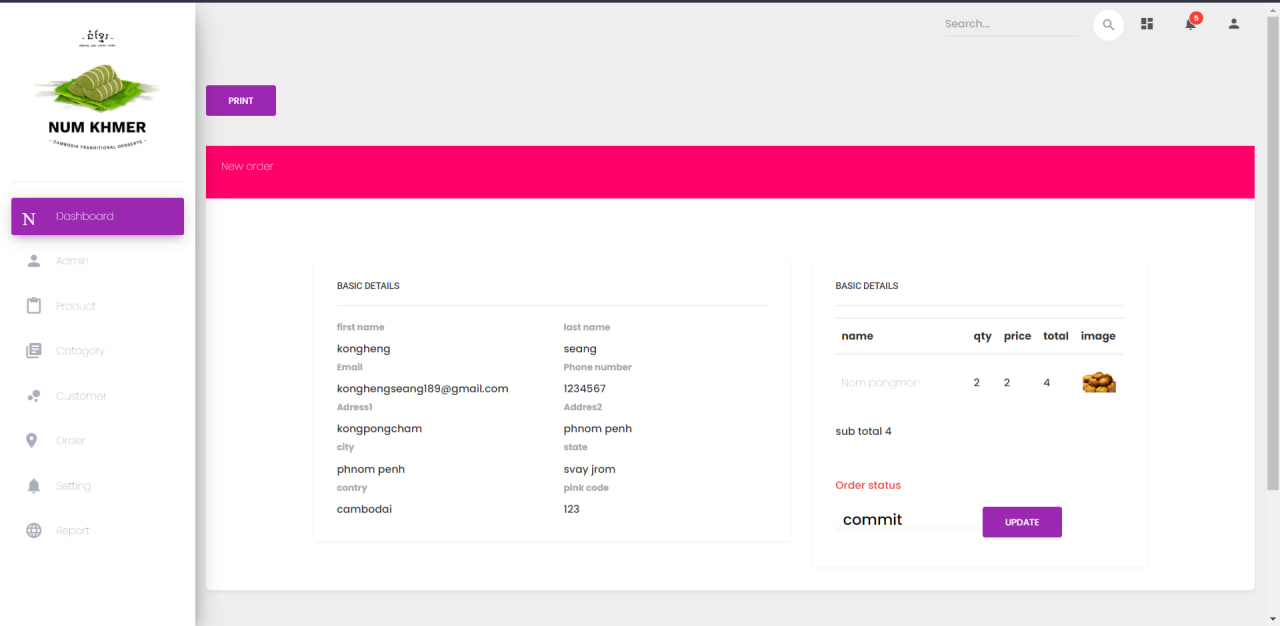 នំខ្មែរ
NUM KHMER
- CAMBODIA TRANDITIONAL DESSERTS -
Search...
5
PRINT
New order
N Dashboard
Admin
Product
Catagory
Customer
Order
Setting
Report
BASIC DETAILS
first name last name
kongheng seang
Email Phone number
konghengseang189@gmail.com 1234567
Adress1 Addres2
kongpongcham phnom penh
city state
phnom penh svay jrom
contry pink code
cambodai 123
BASIC DETAILS
name qty price total image
Nom pongmon 2 2 4
sub total 4
Order status
commit UPDATE